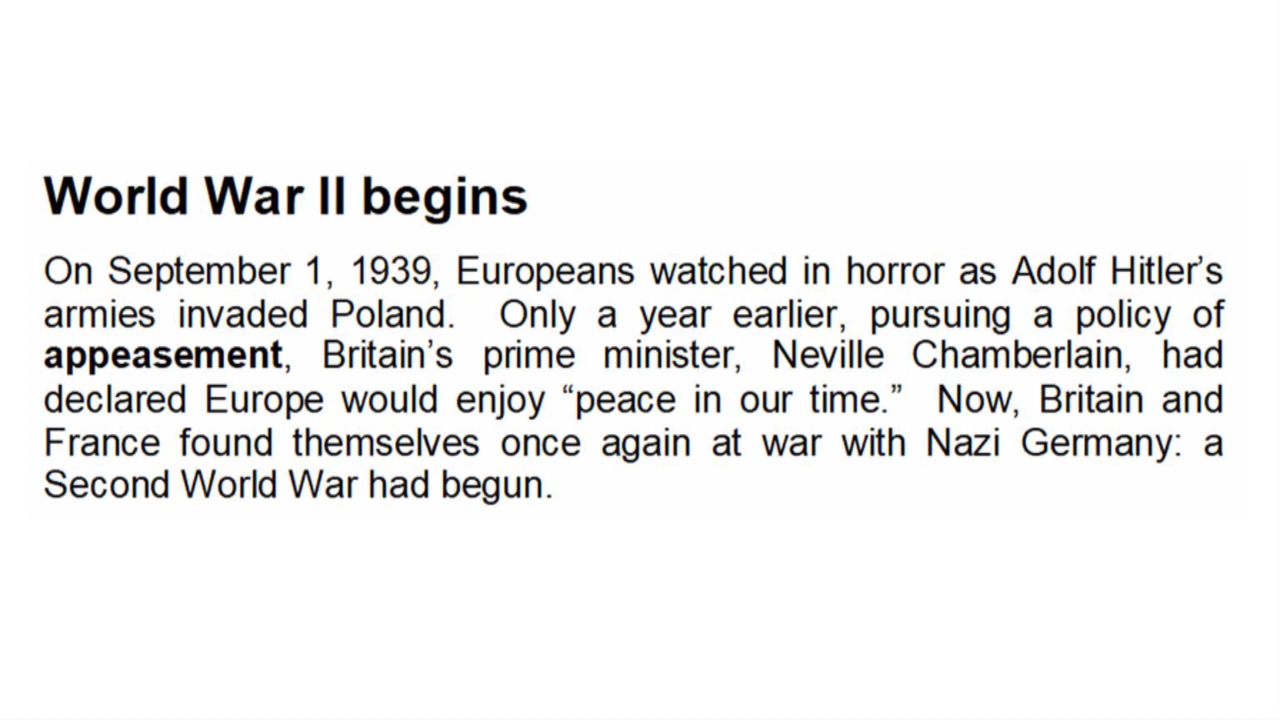 World War II begins
On September 1, 1939, Europeans watched in horror as Adolf Hitler’s
armies invaded Poland.  Only a year earlier, pursuing a policy of
appeasement, Britain’s prime minister, Neville Chamberlain, had
declared Europe would enjoy “peace in our time.”  Now, Britain and
France found themselves once again at war with Nazi Germany: a
Second World War had begun.